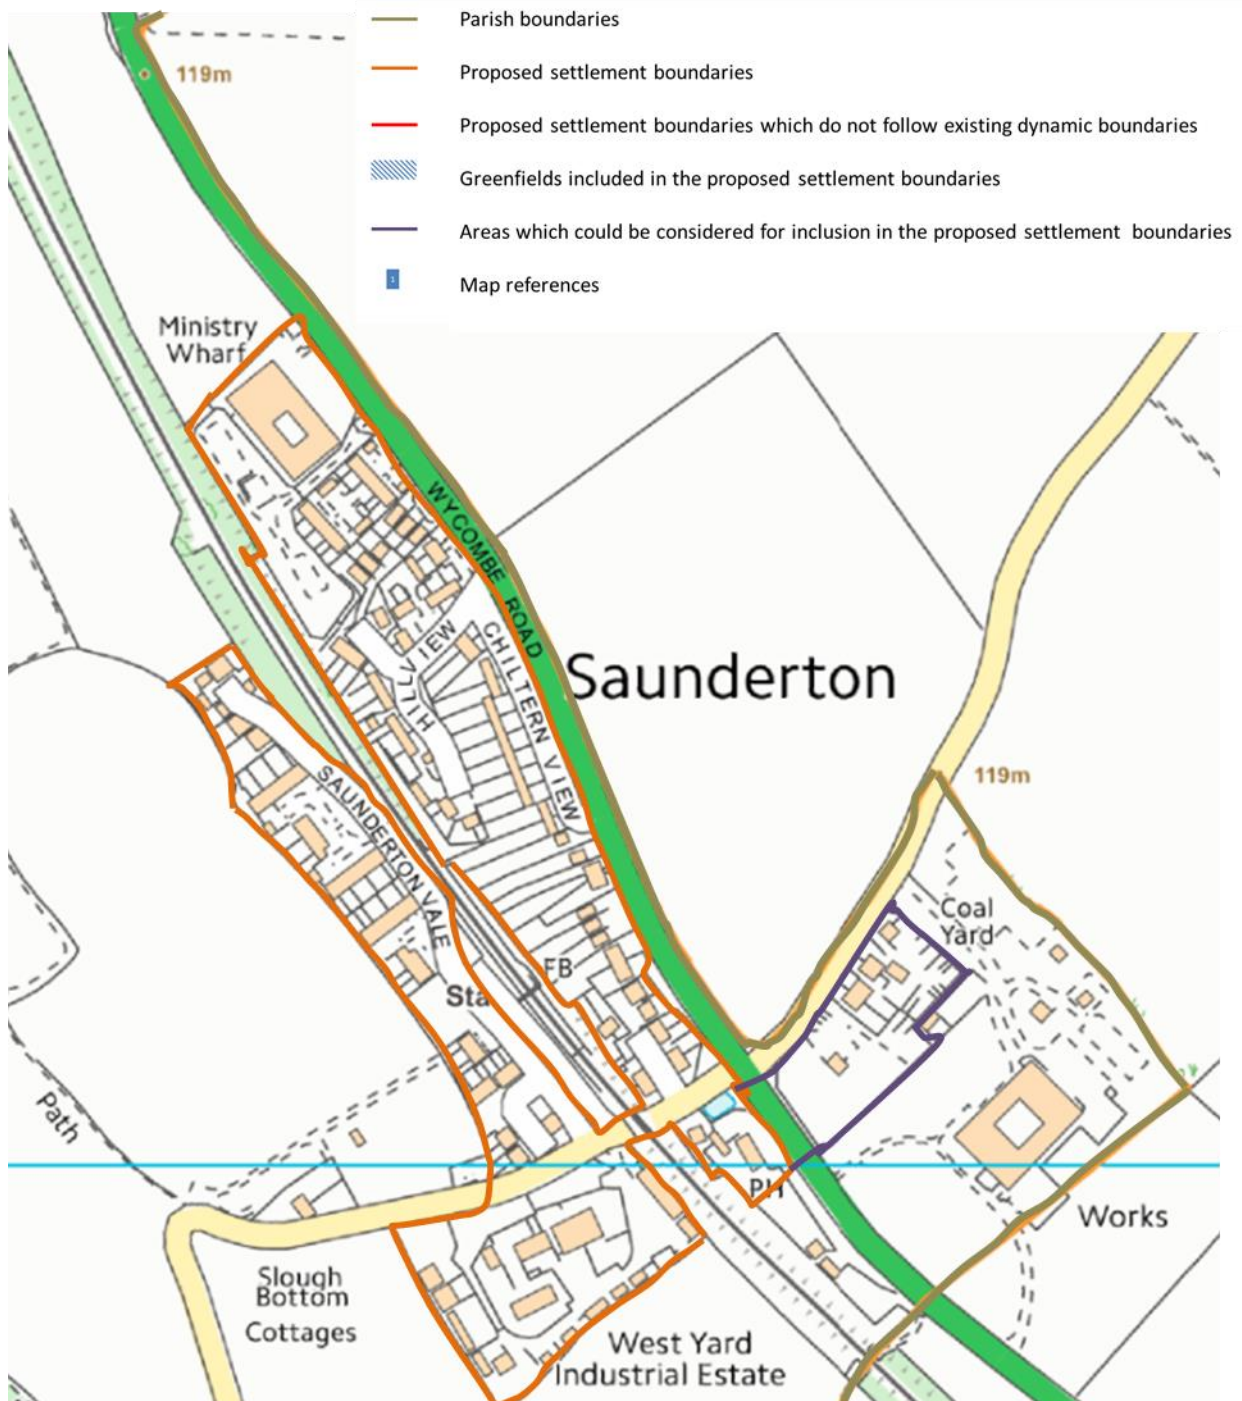 Parish boundaries
119m
Proposed settlement boundaries
Proposed settlement boundaries which do not follow existing dynamic boundaries
Greenfields included in the proposed settlement boundaries
Areas which could be considered for inclusion in the proposed settlement boundaries
Map references
Ministry
Wharf
WYCOMBE ROAD
CHILTERN VIEW
HILL VIEW
Saunderton
119m
SAUNDERTON VALE
Coal
Yard
FB
Sta
Path
PH
Works
Slough
Bottom
Cottages
West Yard
Industrial Estate